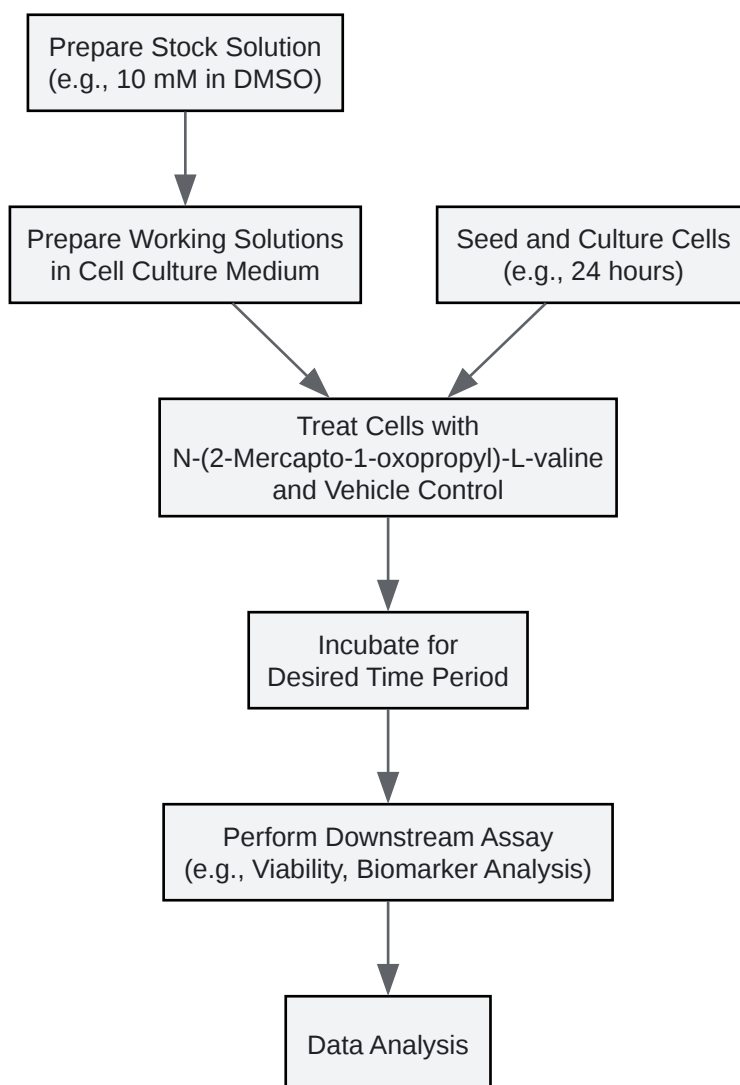 Prepare Stock Solution
(e.g., 10 mM in DMSO)
Prepare Working Solutions
in Cell Culture Medium
Seed and Culture Cells
(e.g., 24 hours)
Treat Cells with
N-(2-Mercapto-1-oxopropyl)-L-valine
and Vehicle Control
Incubate for
Desired Time Period
Perform Downstream Assay
(e.g., Viability, Biomarker Analysis)
Data Analysis